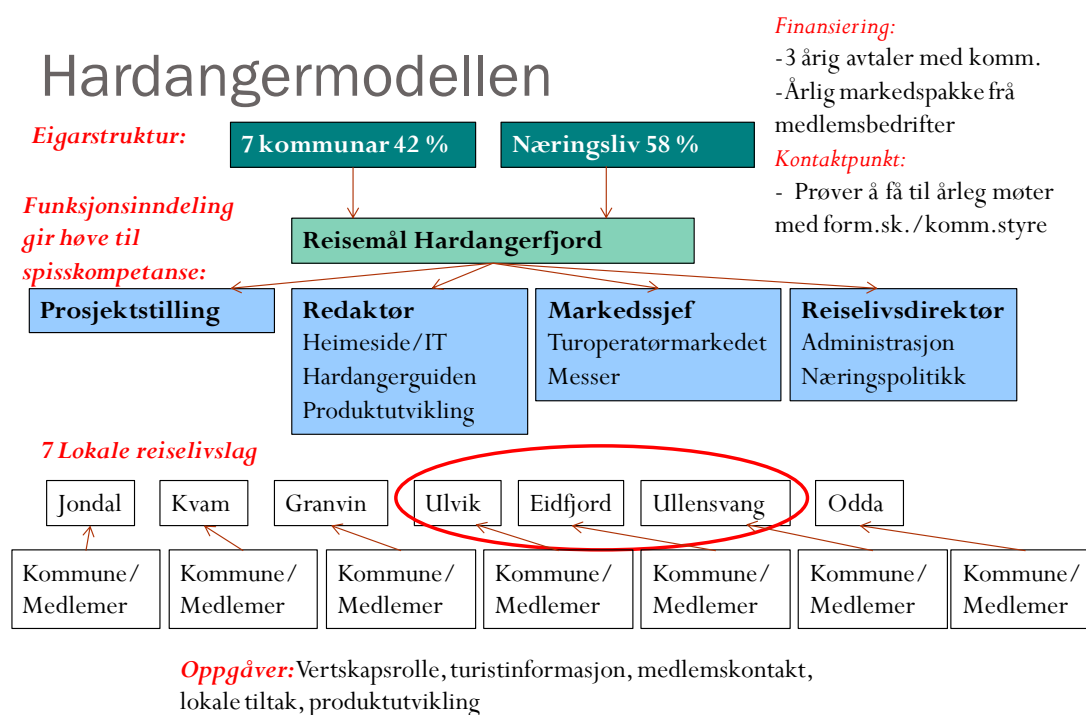 Hardangermodellen
Finansiering:
-3 årig avtaler med komm.
-Årlig markedspakke frå
medlemsbedrifter
Kontaktpunkt:
- Prøver å få til årleg møter
med form.sk./komm.styre
Eigarstruktur:
7 kommunar 42 %
Næringsliv 58 %
Funksjonsinndeling
gir høve til
spisskompetanse:
Reisemål Hardangerfjord
Prosjektstilling
Redaktør
Heimeside/IT
Hardangerguiden
Produktutvikling
Markedssjef
Turoperatørmarkedet
Messer
Reiselivsdirektør
Administrasjon
Næringspolitikk
7 Lokale reiselivslag
Jondal
Kvam
Granvin
Ulvik
Eidfjord
Ullensvang
Odda
Kommune/
Medlemer
Kommune/
Medlemer
Kommune/
Medlemer
Kommune/
Medlemer
Kommune/
Medlemer
Kommune/
Medlemer
Kommune/
Medlemer
Oppgåver: Vertskapsrolle, turistinformasjon, medlemskontakt,
lokale tiltak, produktutvikling